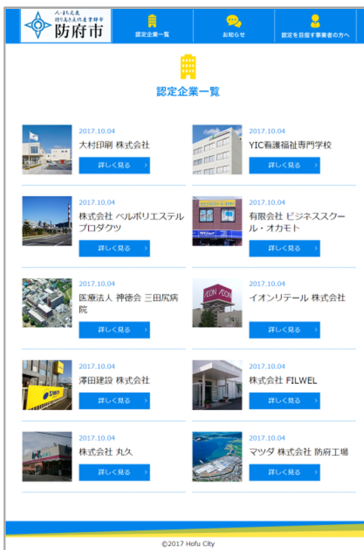 防府市
認定企業一覧
お知らせ
認定を目指す事業者の方へ
認定企業一覧
2017.10.04
大村印刷 株式会社
詳しく見る
2017.10.04
YIC看護福祉専門学校
詳しく見る
2017.10.04
株式会社 ベルポリエステル
プロダクツ
詳しく見る
2017.10.04
有限会社 ビジネススクー
ル・オカモト
詳しく見る
2017.10.04
医療法人 神徳会 三田尻病
院
詳しく見る
2017.10.04
イオンリテール 株式会社
詳しく見る
2017.10.04
澤田建設 株式会社
詳しく見る
2017.10.04
株式会社 FILWEL
詳しく見る
2017.10.04
株式会社 丸久
詳しく見る
2017.10.04
マツダ 株式会社 防府工場
詳しく見る
©2017 Hofu City